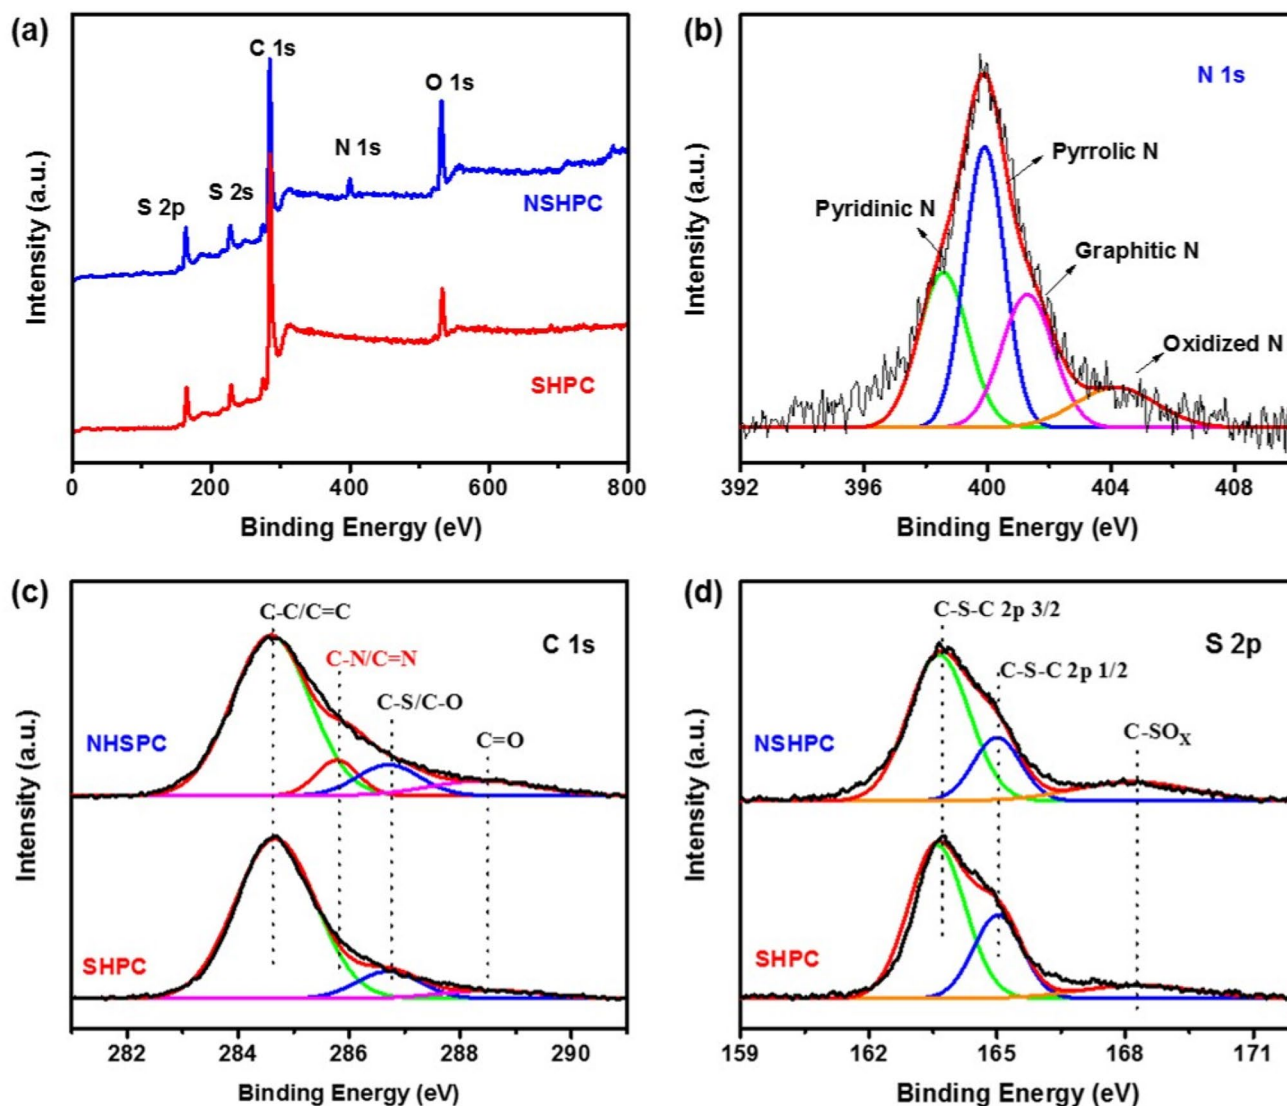 (a)
C 1s
O 1s
N 1s
S 2s
S 2p
NSHPC
SHPC
Intensity (a.u.)
0 200 400 600 800
Binding Energy (eV)
(b)
N 1s
Pyrrolic N
Pyridinic N
Graphitic N
Oxidized N
Intensity (a.u.)
392 396 400 404 408
Binding Energy (eV)
(c)
C-C/C=C
C 1s
C-N/C=N
C-S/C-O
C=O
NHSPC
SHPC
Intensity (a.u.)
282 284 286 288 290
Binding Energy (eV)
(d)
C-S-C 2p 3/2
S 2p
C-S-C 2p 1/2
C-SOX
NSHPC
SHPC
Intensity (a.u.)
159 162 165 168 171
Binding Energy (eV)